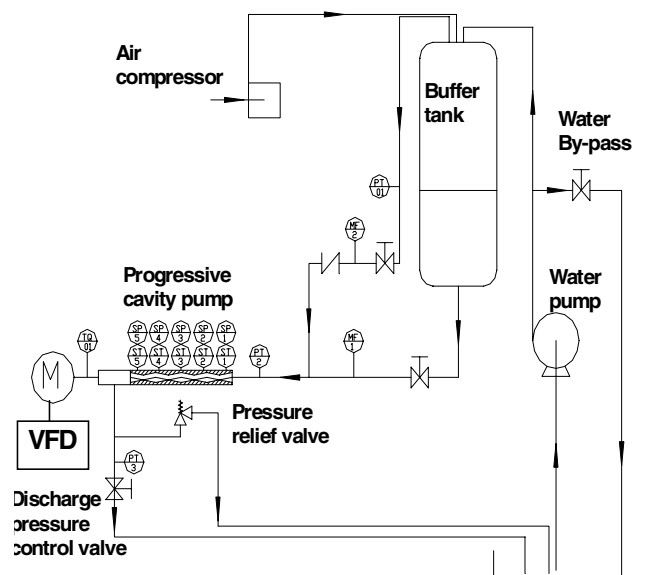 Air
compressor
Buffer
tank
Water
By-pass
PT
01
MF
2
Progressive
cavity pump
Water
pump
TQ
01
SP
5
SP
4
SP
3
SP
2
SP
1
ST
5
ST
4
ST
3
ST
2
ST
1
PT
2
MF
1
M
VFD
Pressure
relief valve
PT
3
Discharge
pressure
control valve